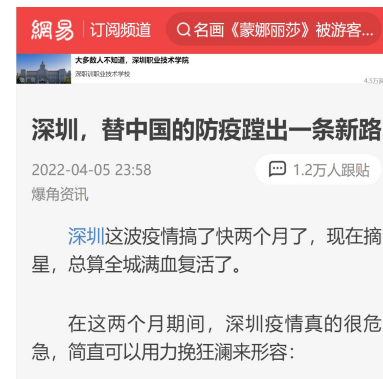 網易 订阅频道 名画《蒙娜丽莎》被游客...
大多数人不知道，深圳职业技术学院
深职训职业技术学校
4.5万
深圳，替中国的防疫蹚出一条新路
2022-04-05 23:58
1.2万人跟贴
爆角资讯
深圳这波疫情搞了快两个月了，现在摘
星，总算全城满血复活了。
在这两个月期间，深圳疫情真的很危
急，简直可以用力挽狂澜来形容：